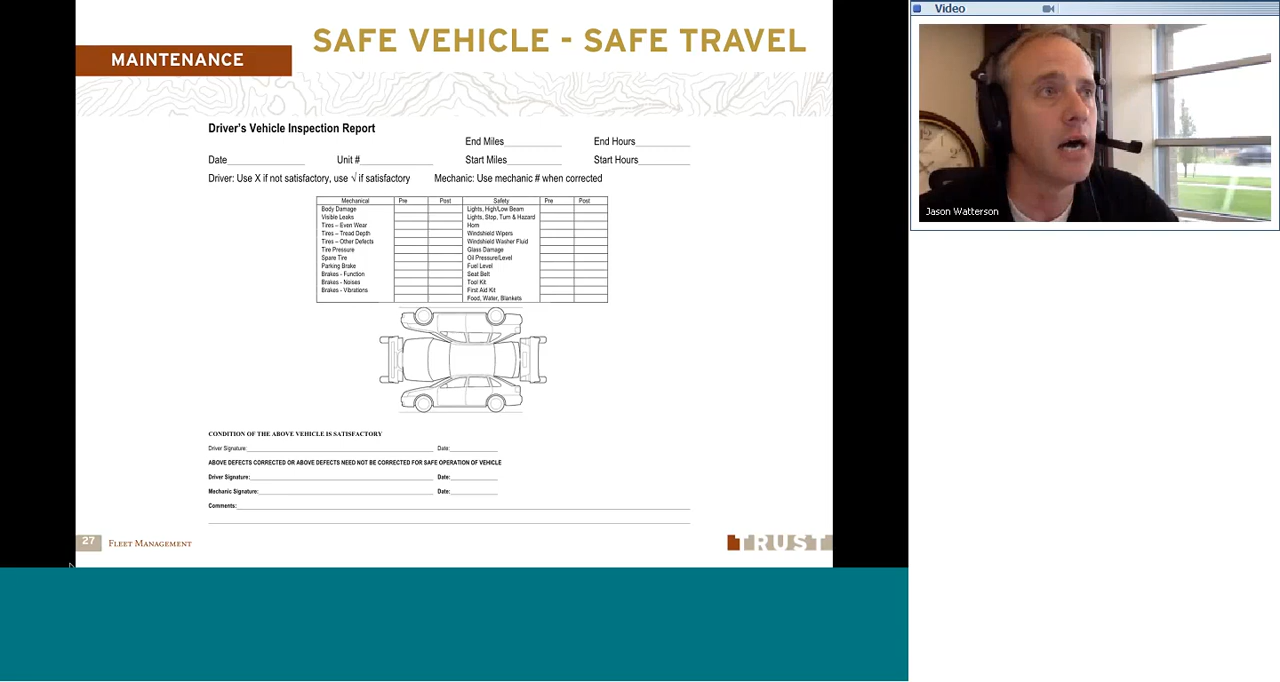 SAFE VEHICLE - SAFE TRAVEL
MAINTENANCE
Driver's Vehicle Inspection Report
End Miles End Hours
Date Unit # Start Miles Start Hours
Driver: Use X if not satisfactory, use √ if satisfactory Mechanic: Use mechanic # when corrected
Mechanical Pre Post Safety Pre Post
Body Damage Lights, High/Low Beam
Visible Leaks Lights, Stop, Turn & Hazard
Tires – Even Wear Horn
Tires – Tread Depth Windshield Wipers
Tires – Other Defects Windshield Washer Fluid
Tire Pressure Glass Damage
Spare Tire Oil Pressure/Level
Parking Brake Fuel Level
Brakes - Function Seat Belt
Brakes - Noises Tool Kit
Brakes - Vibrations First Aid Kit
Food, Water, Blankets
CONDITION OF THE ABOVE VEHICLE IS SATISFACTORY
Driver Signature: Date:
ABOVE DEFECTS CORRECTED OR ABOVE DEFECTS NEED NOT BE CORRECTED FOR SAFE OPERATION OF VEHICLE
Driver Signature: Date:
Mechanic Signature: Date:
Comments:
27 FLEET MANAGEMENT
TRUST
Video
Jason Watterson